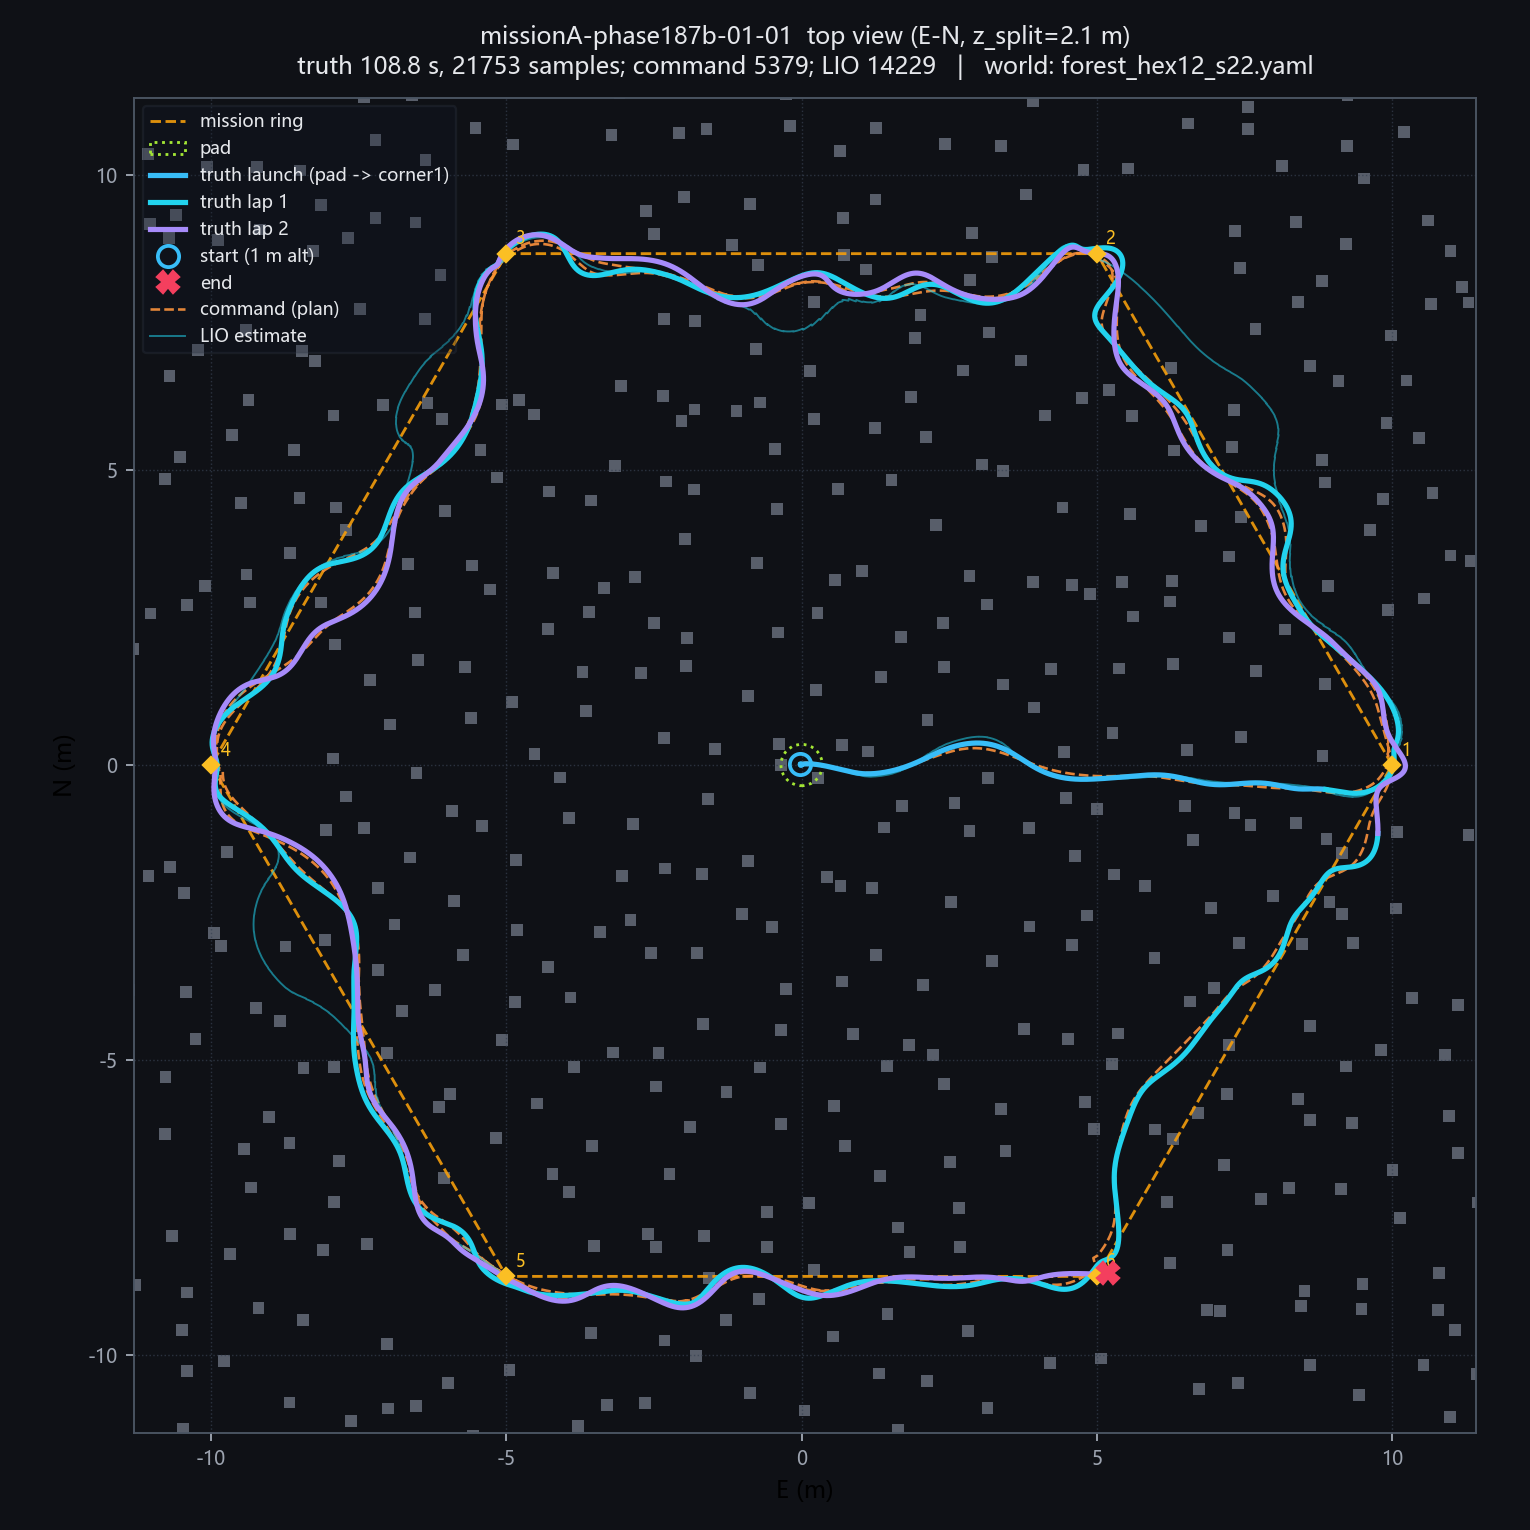 missionA-phase187b-01-01  top view (E-N, z_split=2.1 m)
truth 108.8 s, 21753 samples; command 5379; LIO 14229   |   world: forest_hex12_s22.yaml
mission ring
pad
truth launch (pad -> corner1)
truth lap 1
truth lap 2
start (1 m alt)
end
command (plan)
LIO estimate
3
2
4
1
5
10
5
0
-5
-10
N (m)
-10
-5
0
5
10
E (m)